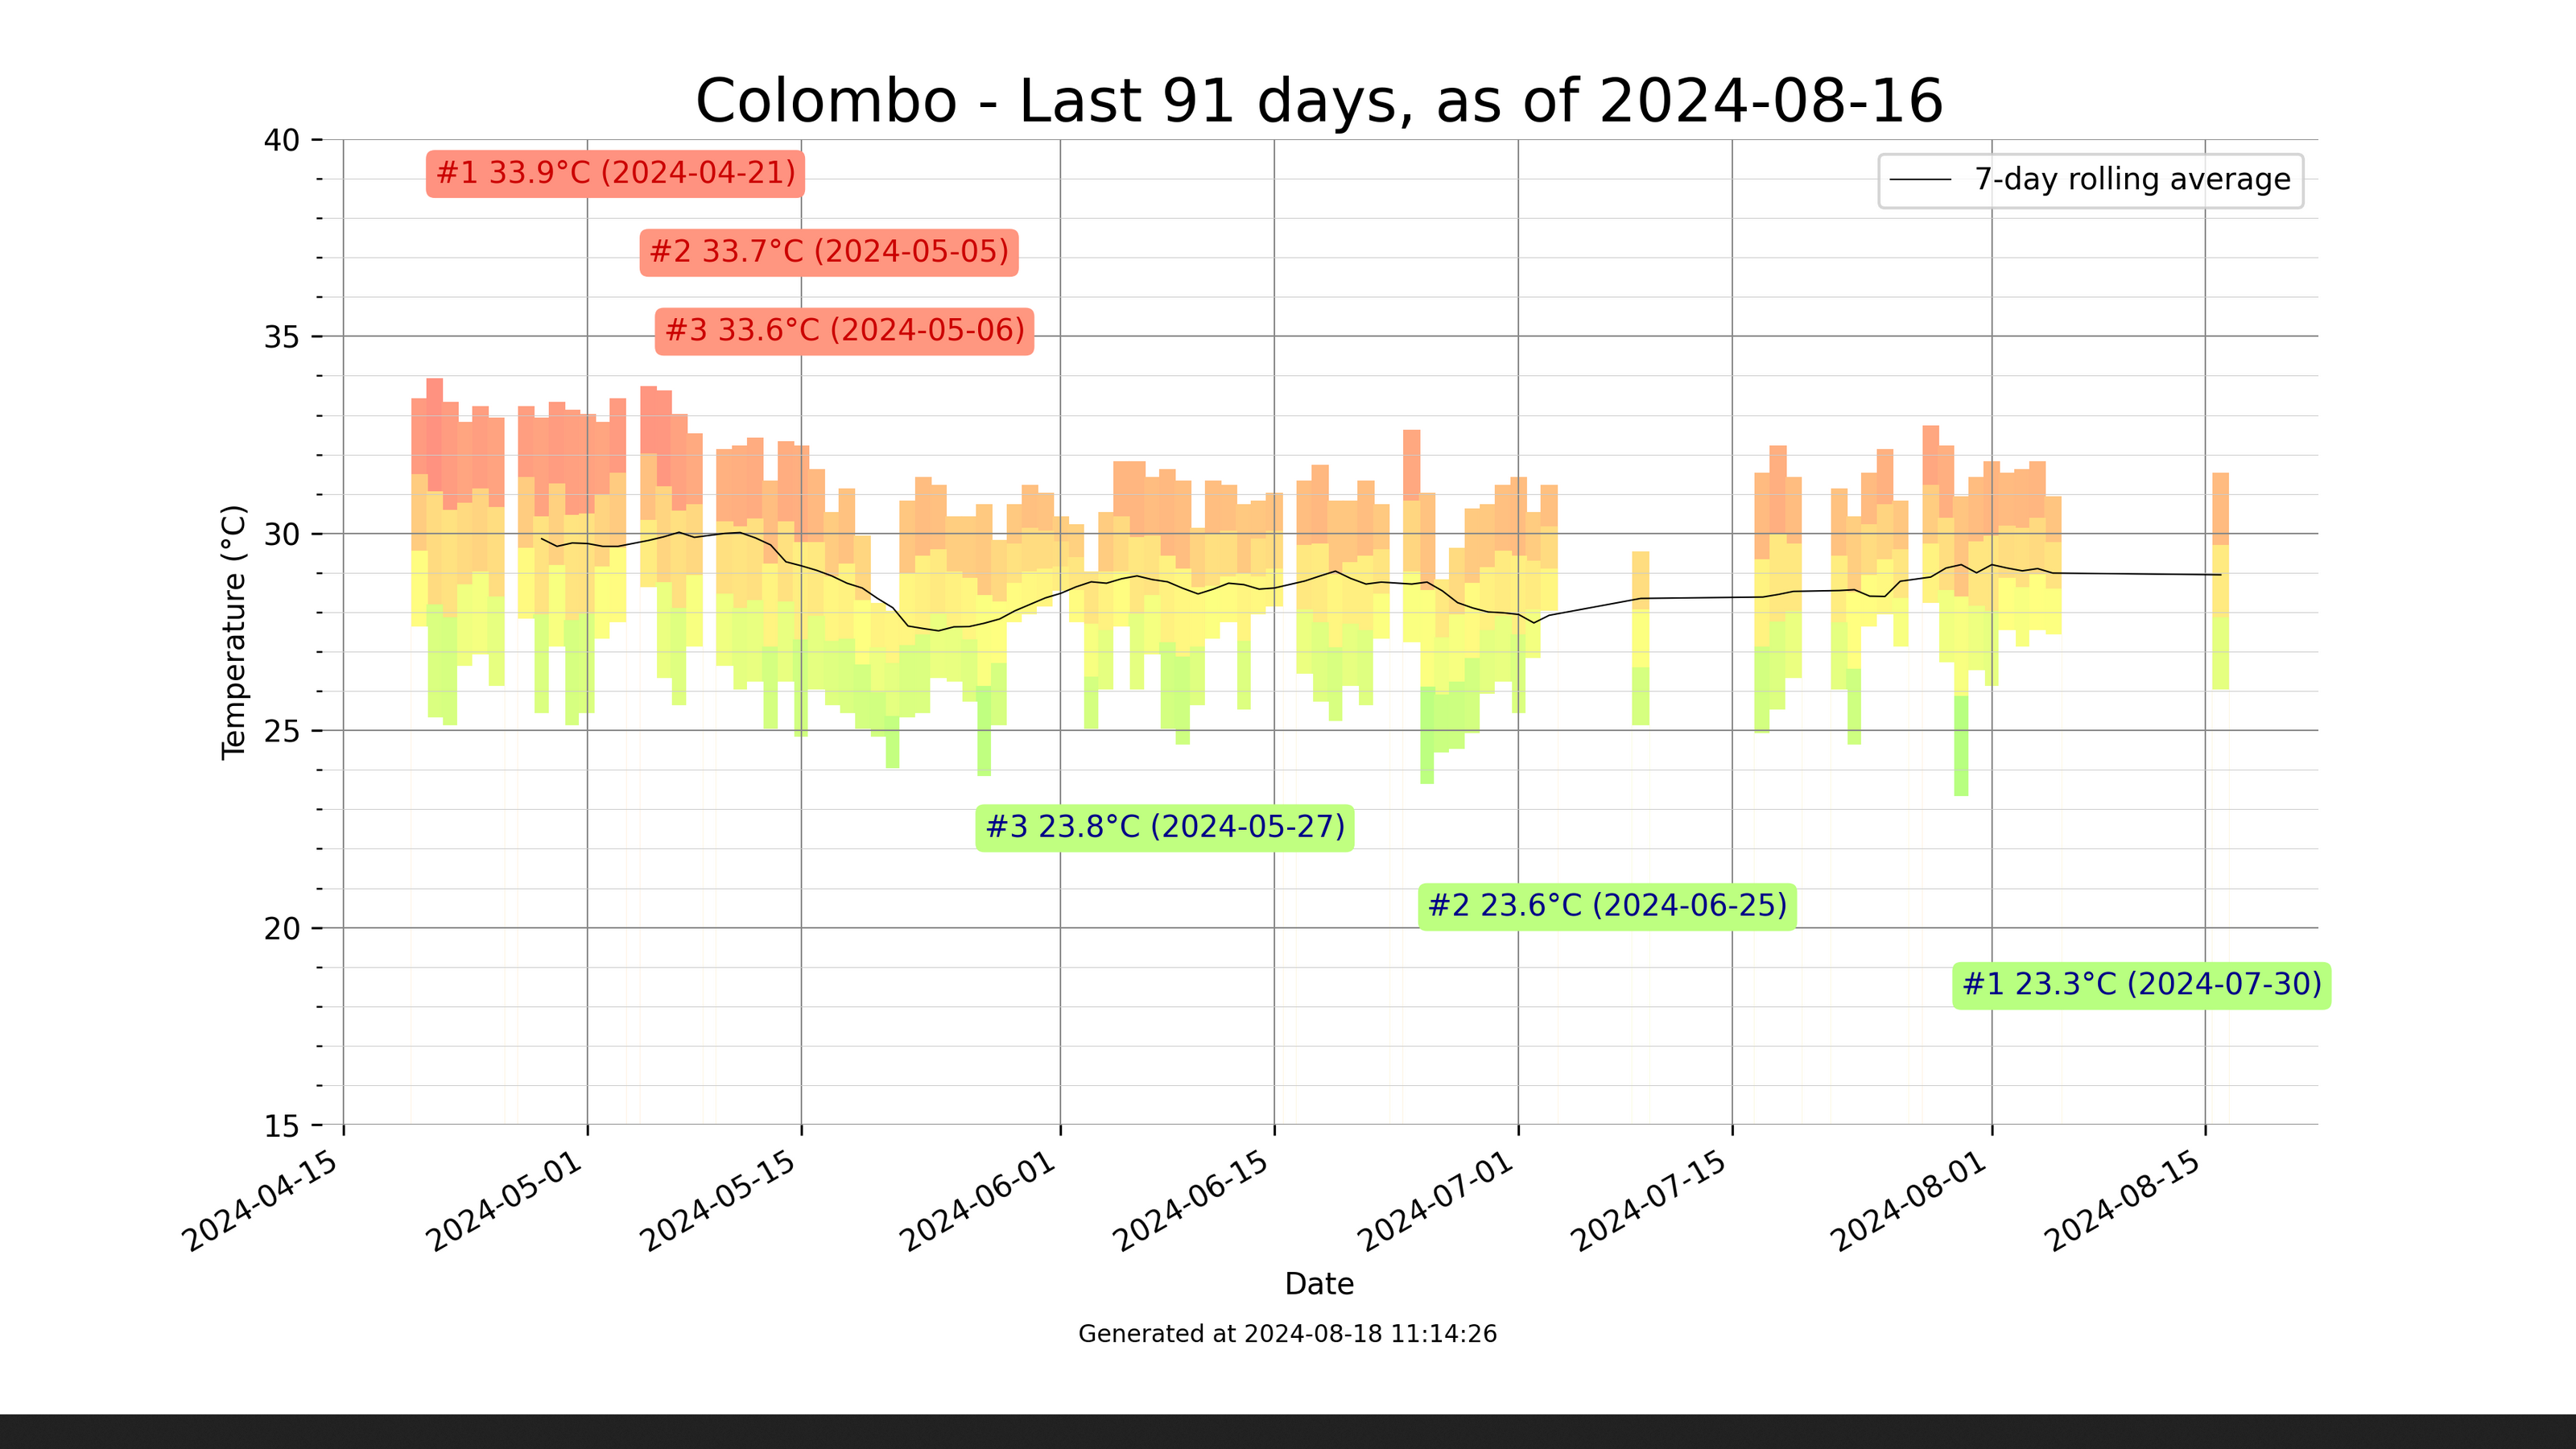 Colombo - Last 91 days, as of 2024-08-16
40
#1 33.9°C (2024-04-21)
7-day rolling average
#2 33.7°C (2024-05-05)
#3 33.6°C (2024-05-06)
35
30
Temperature (°C)
25
#3 23.8°C (2024-05-27)
#2 23.6°C (2024-06-25)
20
#1 23.3°C (2024-07-30)
15
2024-04-15
2024-05-01
2024-05-15
2024-06-01
2024-06-15
2024-07-01
2024-07-15
2024-08-01
2024-08-15
Date
Generated at 2024-08-18 11:14:26